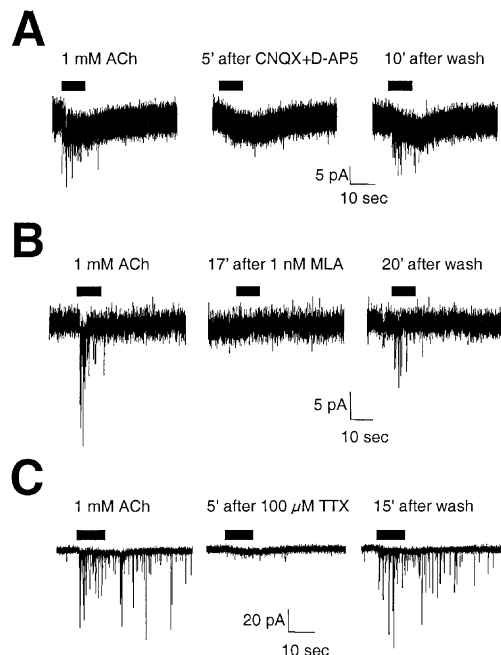 A
1 mM ACh
5' after CNQX+D-AP5
10' after wash
5 pA
10 sec
B
1 mM ACh
17' after 1 nM MLA
20' after wash
5 pA
10 sec
C
1 mM ACh
5' after 100 µM TTX
15' after wash
20 pA
10 sec